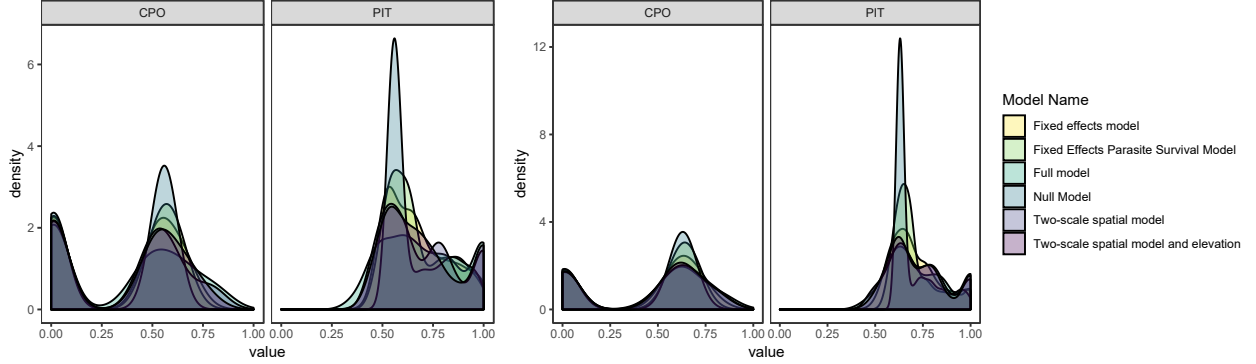 CPO
PIT
density
6
4
2
0
0.00
0.25
0.50
0.75
1.00
0.00
0.25
0.50
0.75
1.00
value
CPO
PIT
density
12
8
4
0
0.00
0.25
0.50
0.75
1.00
0.00
0.25
0.50
0.75
1.00
value
Model Name
Fixed effects model
Fixed Effects Parasite Survival Model
Full model
Null Model
Two-scale spatial model
Two-scale spatial model and elevation